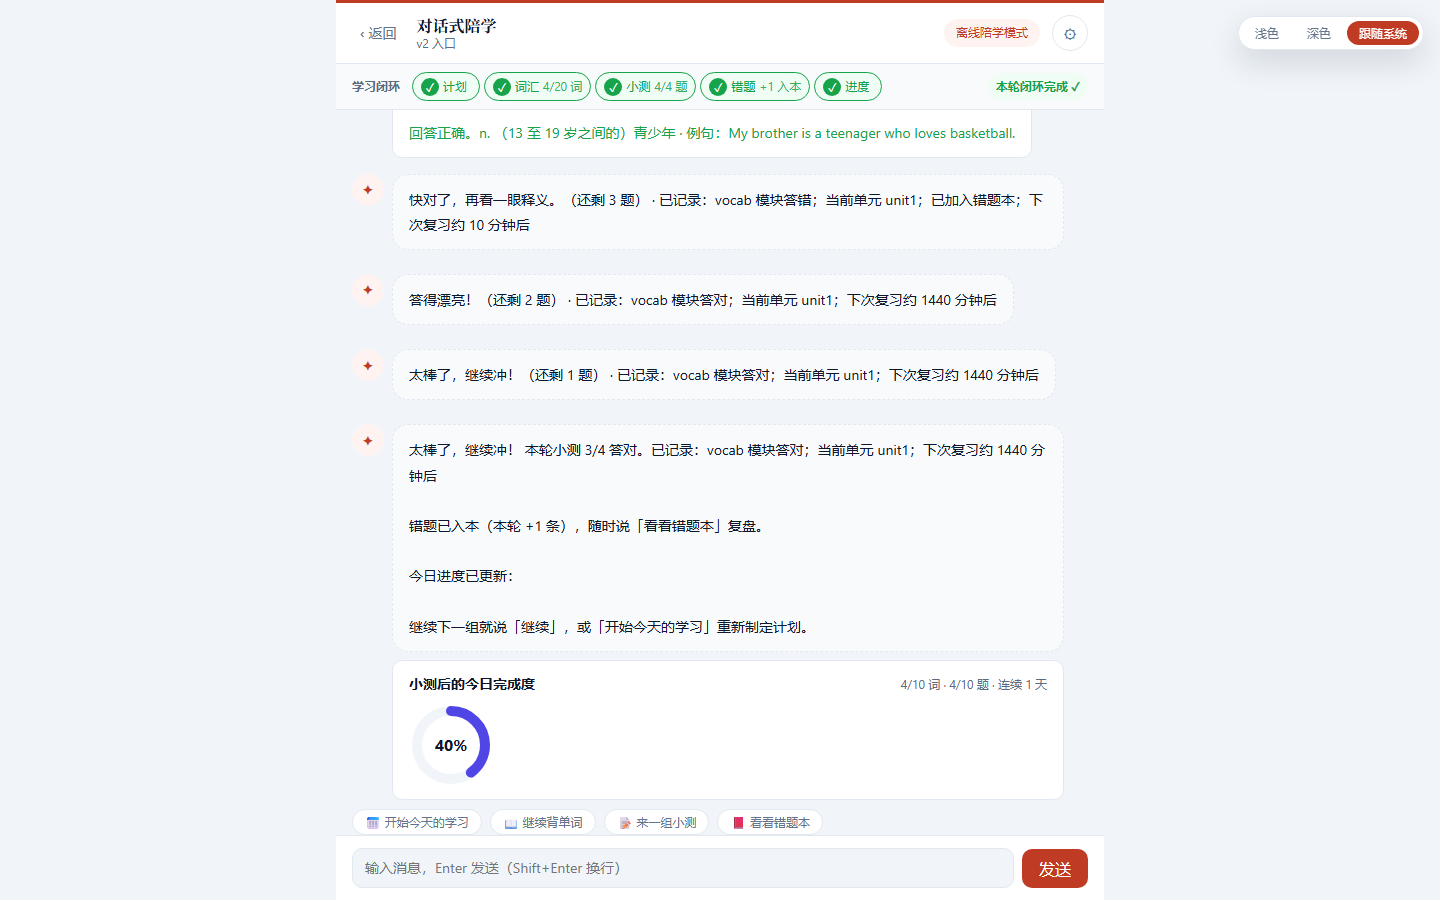 ‹ 返回
对话式陪学
v2 入口
离线陪学模式
浅色
深色
跟随系统
学习闭环
✓ 计划
✓ 词汇 4/20 词
✓ 小测 4/4 题
✓ 错题 +1 入本
✓ 进度
本轮闭环完成 ✓
回答正确。n. （13 至 19 岁之间的）青少年 · 例句：My brother is a teenager who loves basketball.
快对了，再看一眼释义。（还剩 3 题） · 已记录：vocab 模块答错；当前单元 unit1；已加入错题本；下
次复习约 10 分钟后
答得漂亮！（还剩 2 题） · 已记录：vocab 模块答对；当前单元 unit1；下次复习约 1440 分钟后
太棒了，继续冲！（还剩 1 题） · 已记录：vocab 模块答对；当前单元 unit1；下次复习约 1440 分钟后
太棒了，继续冲！ 本轮小测 3/4 答对。已记录：vocab 模块答对；当前单元 unit1；下次复习约 1440 分
钟后
错题已入本（本轮 +1 条），随时说「看看错题本」复盘。
今日进度已更新：
继续下一组就说「继续」，或「开始今天的学习」重新制定计划。
小测后的今日完成度
4/10 词 · 4/10 题 · 连续 1 天
40%
开始今天的学习
继续背单词
来一组小测
看看错题本
输入消息，Enter 发送（Shift+Enter 换行）
发送